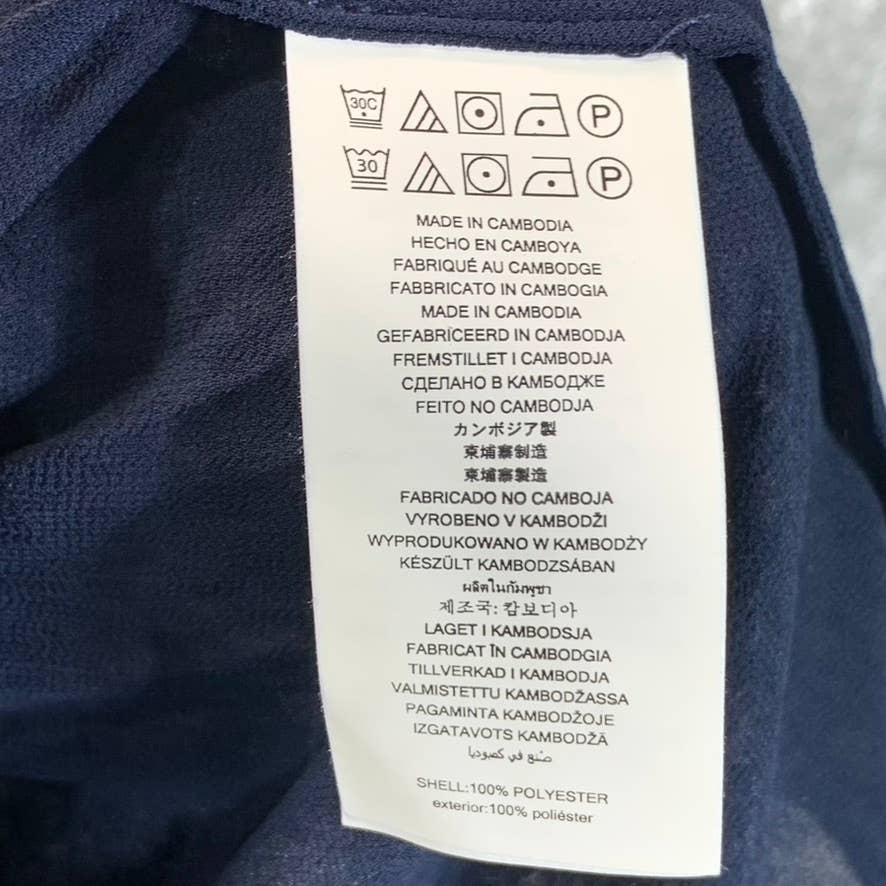 30C P
30 P
MADE IN CAMBODIA
HECHO EN CAMBOYA
FABRIQUÉ AU CAMBODGE
FABBRICATO IN CAMBOGIA
MADE IN CAMBODIA
GEFABRICEERD IN CAMBODJA
FREMSTILLET I CAMBODJA
СДЕЛАНО В КАМБОДЖЕ
FEITO NO CAMBODJA
カンボジア製
柬埔寨制造
柬埔寨製造
FABRICADO NO CAMBOJA
VYROBENO V KAMBODŽI
WYPRODUKOWANO W KAMBODŻY
KÉSZÜLT KAMBODZSÁBAN
ผลิตในกัมพูชา
제조국: 캄보디아
LAGET I KAMBODSJA
FABRICAT ÎN CAMBODGIA
TILLVERKAD I KAMBODJA
VALMISTETTU KAMBODŽASSA
PAGAMINTA KAMBODŽOJE
IZGATAVOTS KAMBODŽĀ
صنع في كمبوديا
SHELL:100% POLYESTER
exterior:100% poliéster